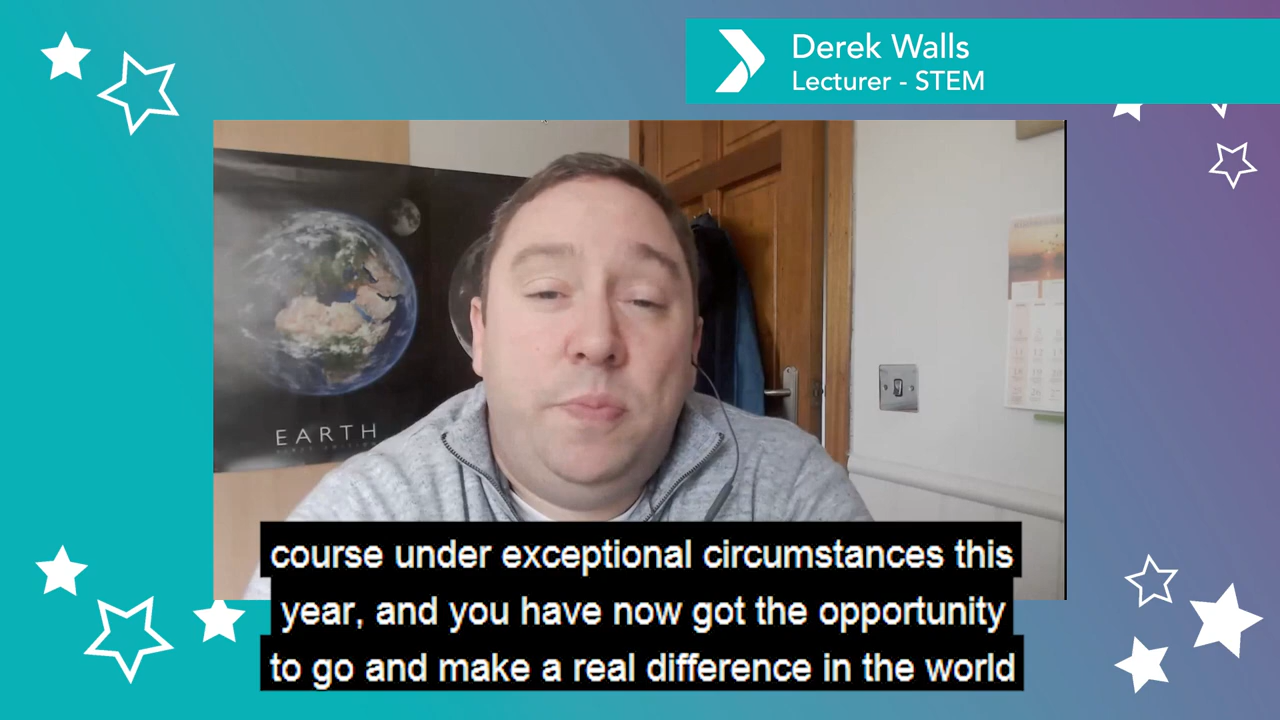 Derek Walls
Lecturer - STEM
EARTH
course under exceptional circumstances this
year, and you have now got the opportunity
to go and make a real difference in the world